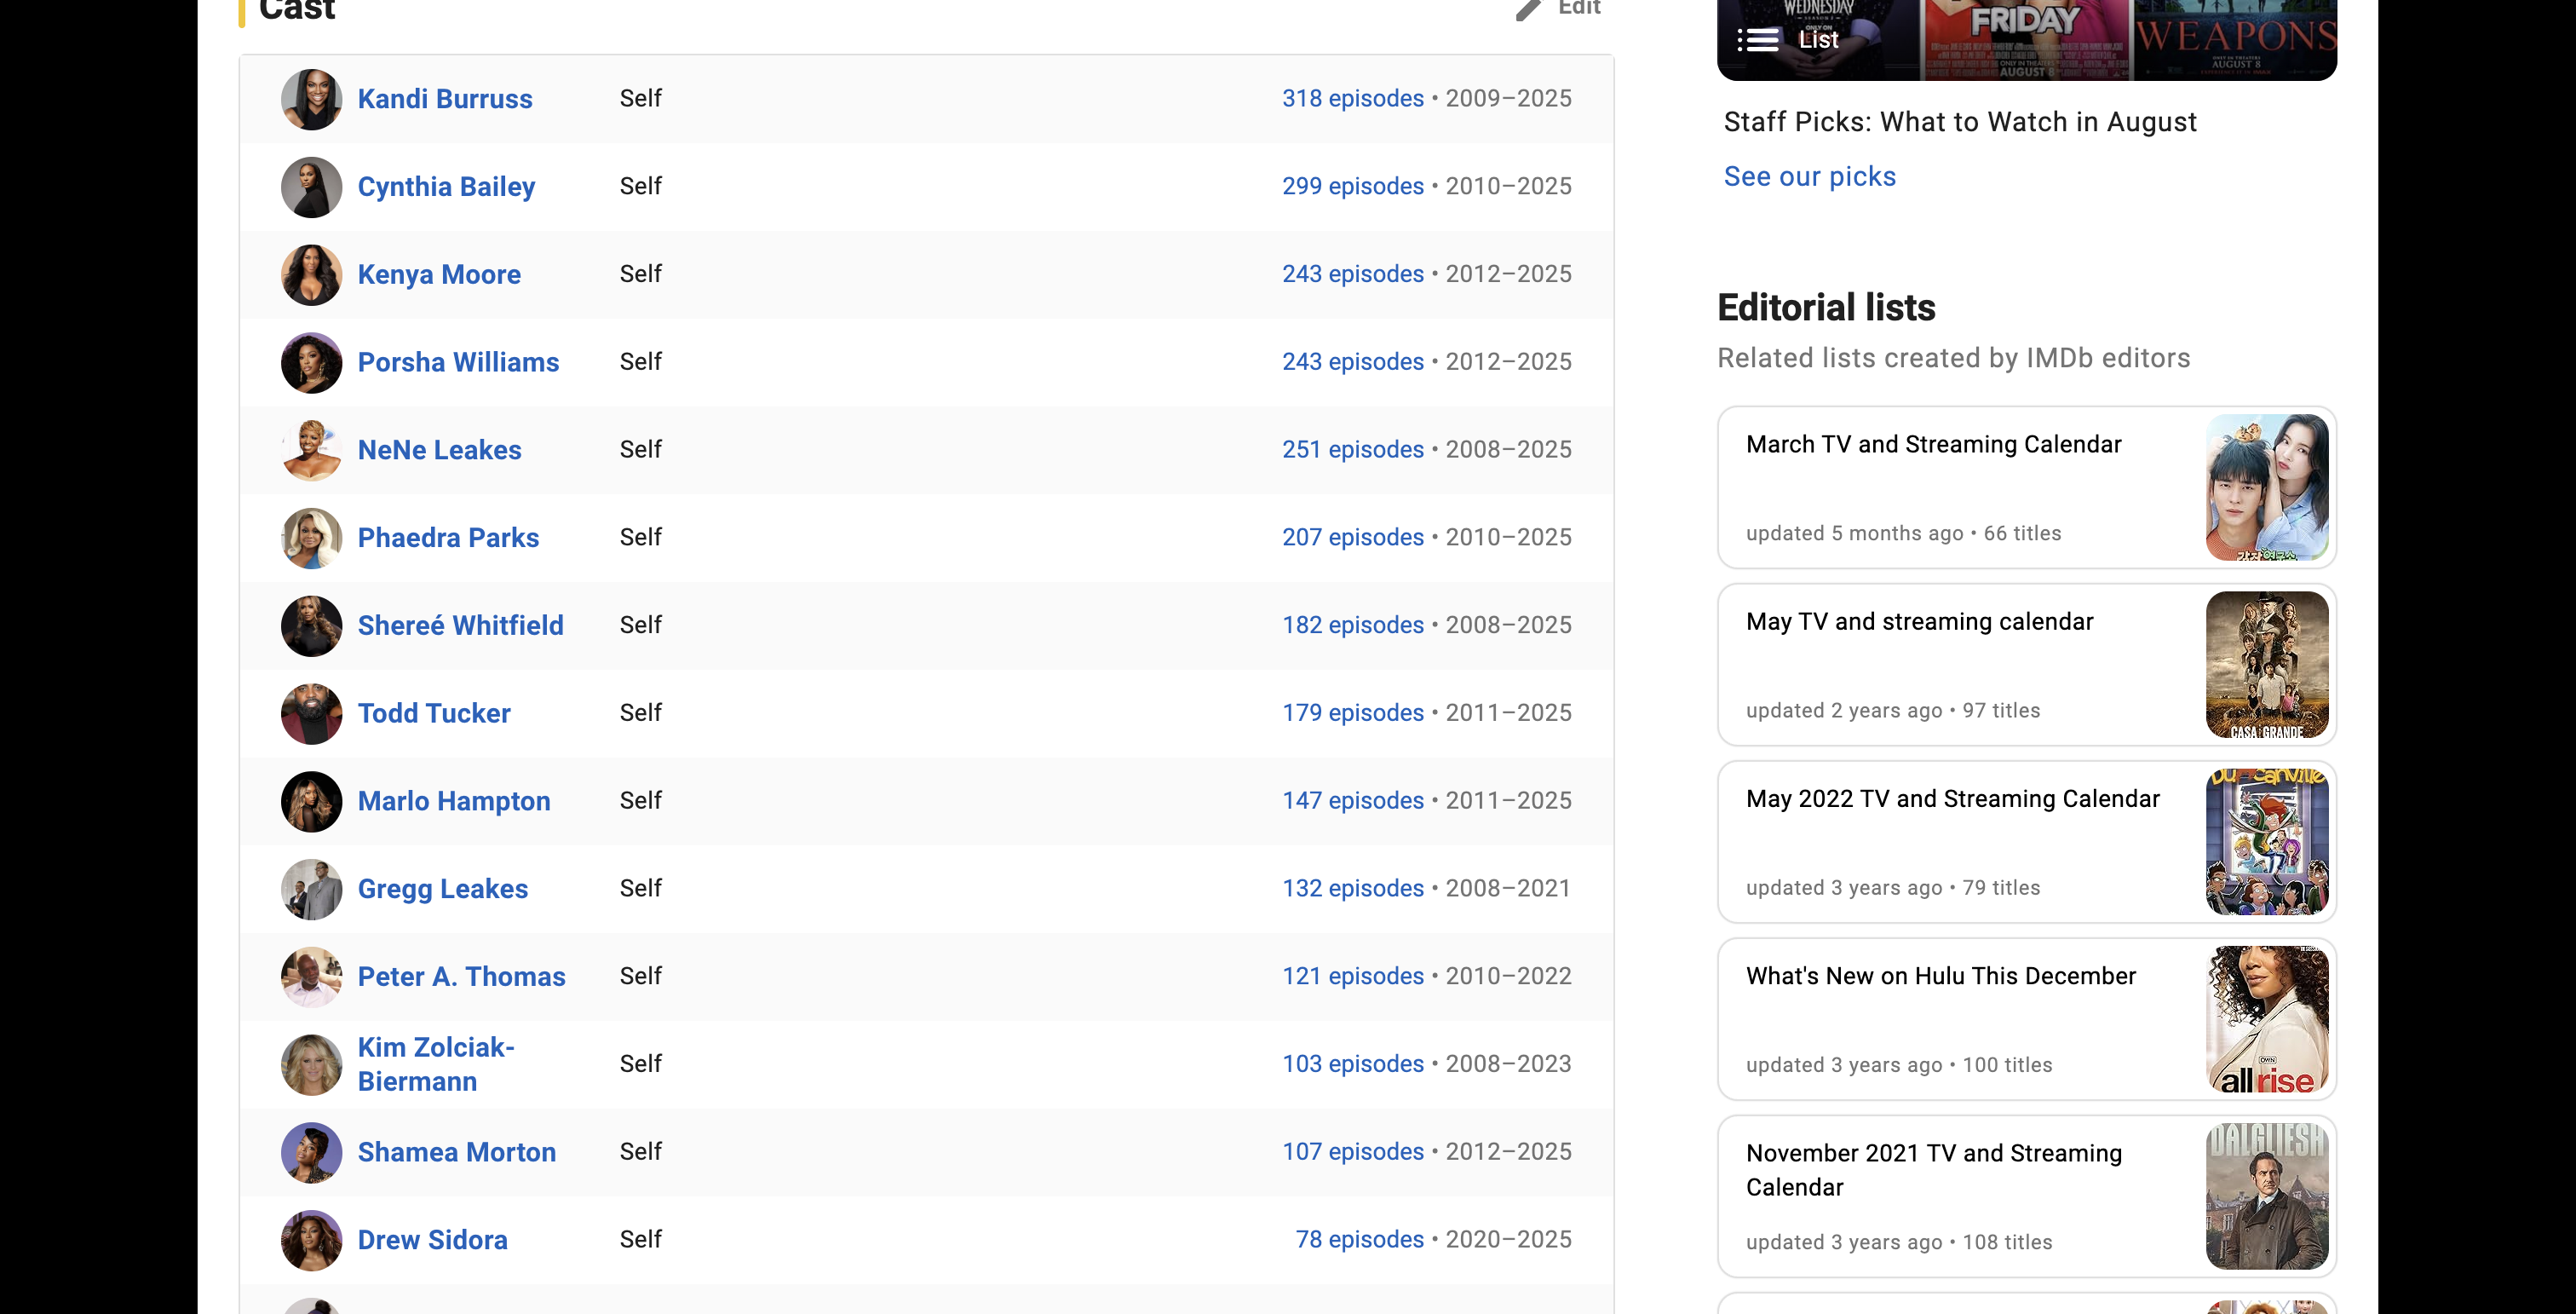 Cast
Edit
Kandi Burruss Self 318 episodes • 2009–2025
Cynthia Bailey Self 299 episodes • 2010–2025
Kenya Moore Self 243 episodes • 2012–2025
Porsha Williams Self 243 episodes • 2012–2025
NeNe Leakes Self 251 episodes • 2008–2025
Phaedra Parks Self 207 episodes • 2010–2025
Shereé Whitfield Self 182 episodes • 2008–2025
Todd Tucker Self 179 episodes • 2011–2025
Marlo Hampton Self 147 episodes • 2011–2025
Gregg Leakes Self 132 episodes • 2008–2021
Peter A. Thomas Self 121 episodes • 2010–2022
Kim Zolciak-
Biermann Self 103 episodes • 2008–2023
Shamea Morton Self 107 episodes • 2012–2025
Drew Sidora Self 78 episodes • 2020–2025
WEDNESDAY
ONLY ON
FRIDAY
ONLY IN THEATERS
AUGUST 8
WEAPONS
AUGUST 8
List
Staff Picks: What to Watch in August
See our picks
Editorial lists
Related lists created by IMDb editors
March TV and Streaming Calendar
updated 5 months ago • 66 titles
May TV and streaming calendar
updated 2 years ago • 97 titles
CASA GRANDE
May 2022 TV and Streaming Calendar
updated 3 years ago • 79 titles
What's New on Hulu This December
updated 3 years ago • 100 titles
OWN
all rise
November 2021 TV and Streaming
Calendar
updated 3 years ago • 108 titles
DALGLIESH